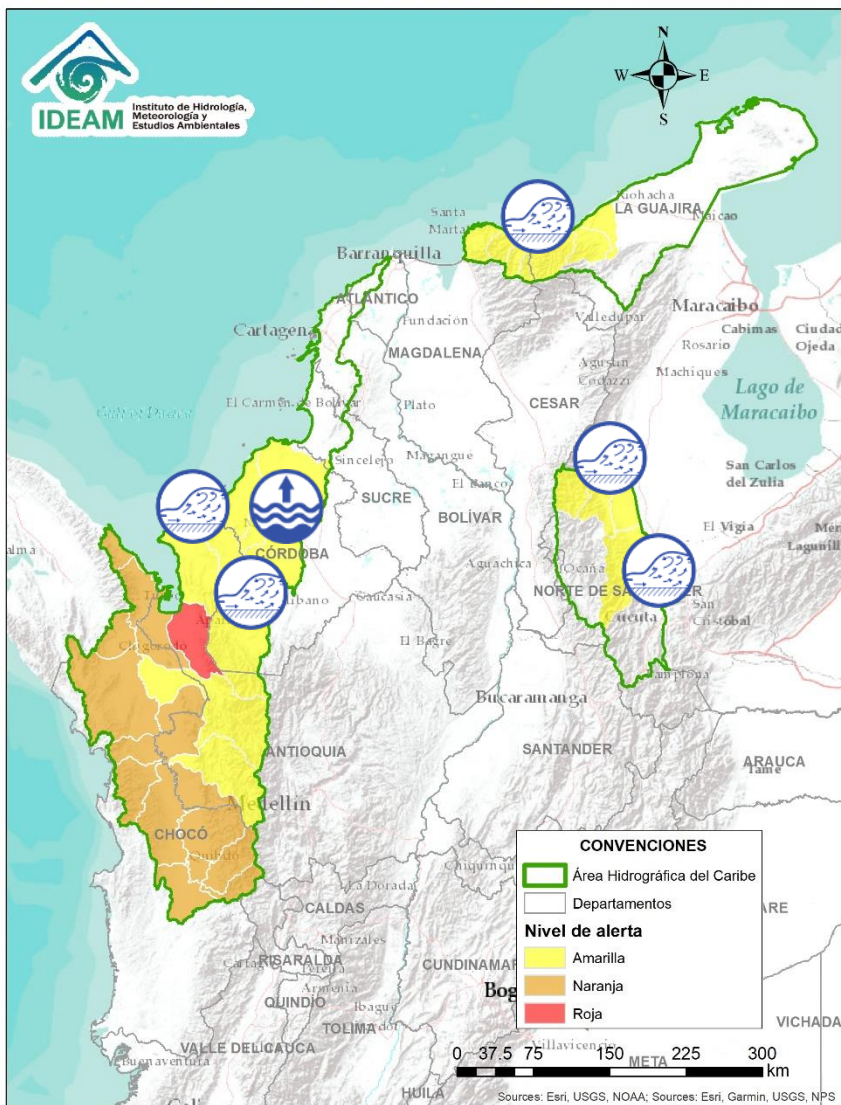 IDEAM
Instituto de Hidrología,
Meteorología y
Estudios Ambientales
N
W
E
S
Riohacha
LA GUAJIRA
Maicao
Santa
Marta
Barranquilla
ATLÁNTICO
Cartagena
Fundación
Valledupar
Maracaibo
Cabimas
Ciudad
Ojeda
Rosario
Machiques
MAGDALENA
Agustín
Codazzi
Lago de
Maracaibo
El Carmen de Bolívar
Plato
CESAR
Sincelejo
Magangué
San Carlos
del Zulia
El Banco
SUCRE
BOLÍVAR
El Vigía
CÓRDOBA
Aguachica
Ocaña
NORTE DE
San
Cristóbal
Cúcuta
Caucasia
El Bagre
Bucaramanga
SANTANDER
ARAUCA
Tame
ANTIOQUIA
Medellín
CHOCÓ
Quibdó
La Dorada
CALDAS
Manizales
RISARALDA
Pereira
Armenia
QUINDÍO
Ibagué
TOLIMA
CUNDINAMAR
Bog
VALLE DEL CAUCA
Buenaventura
HUILA
Villavicencio
META
VICHADA
CONVENCIONES
Área Hidrográfica del Caribe
Departamentos
Nivel de alerta
Amarilla
Naranja
Roja
0 37.5 75 150 225 300
km
Sources: Esri, USGS, NOAA; Sources: Esri, Garmin, USGS, NPS